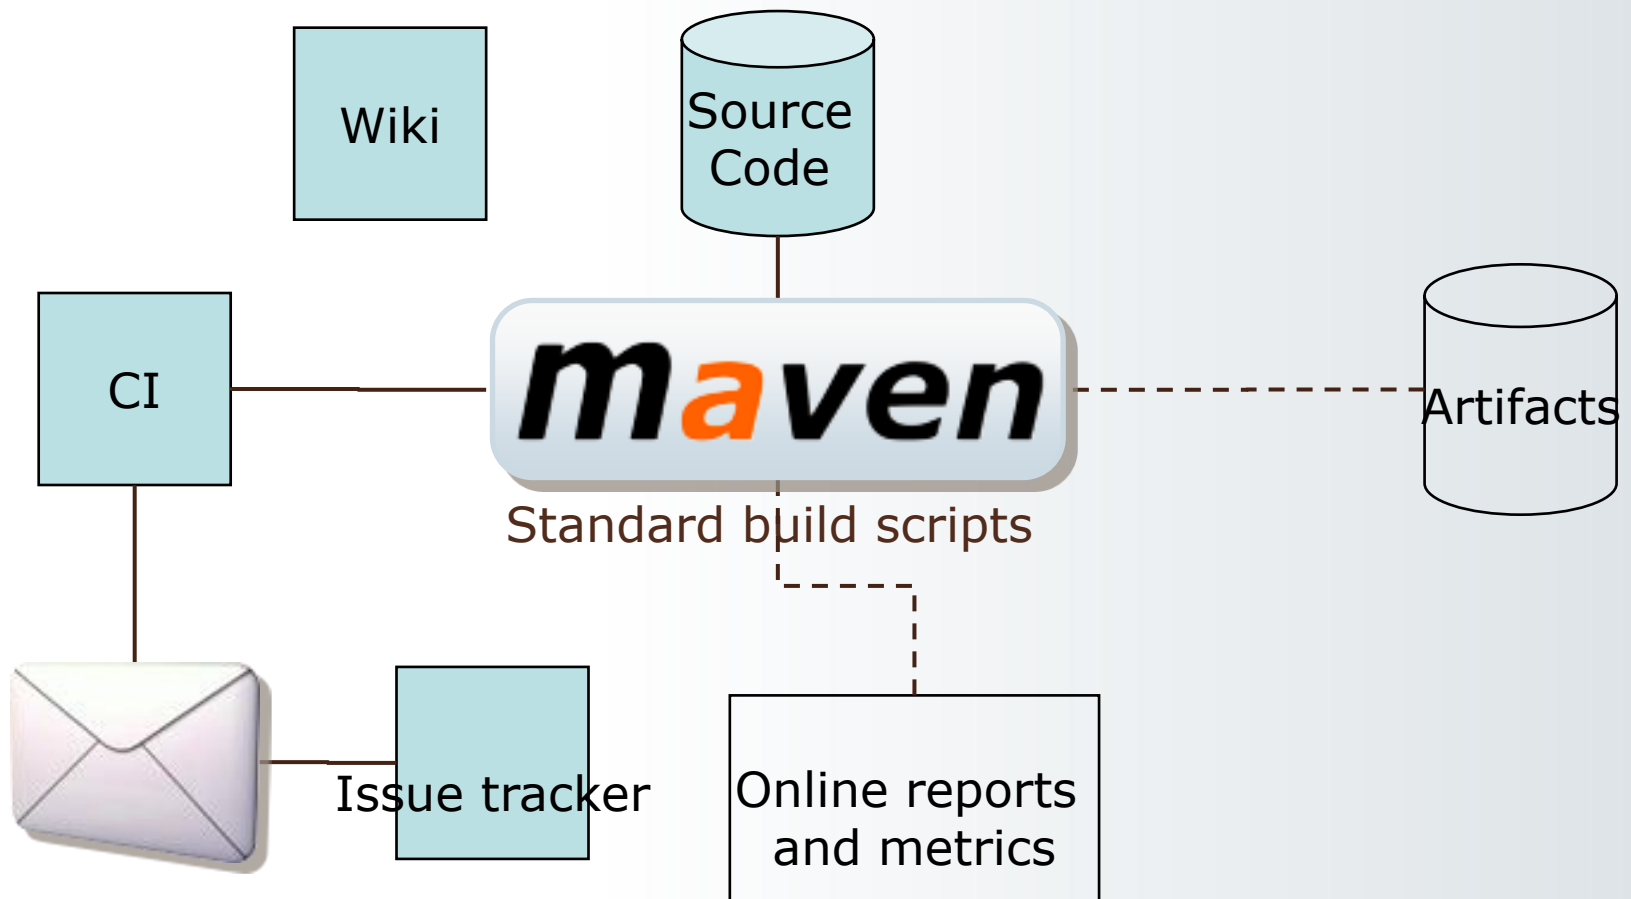 Wiki
Source
Code
CI
maven
Artifacts
Standard build scripts
Issue tracker
Online reports
and metrics